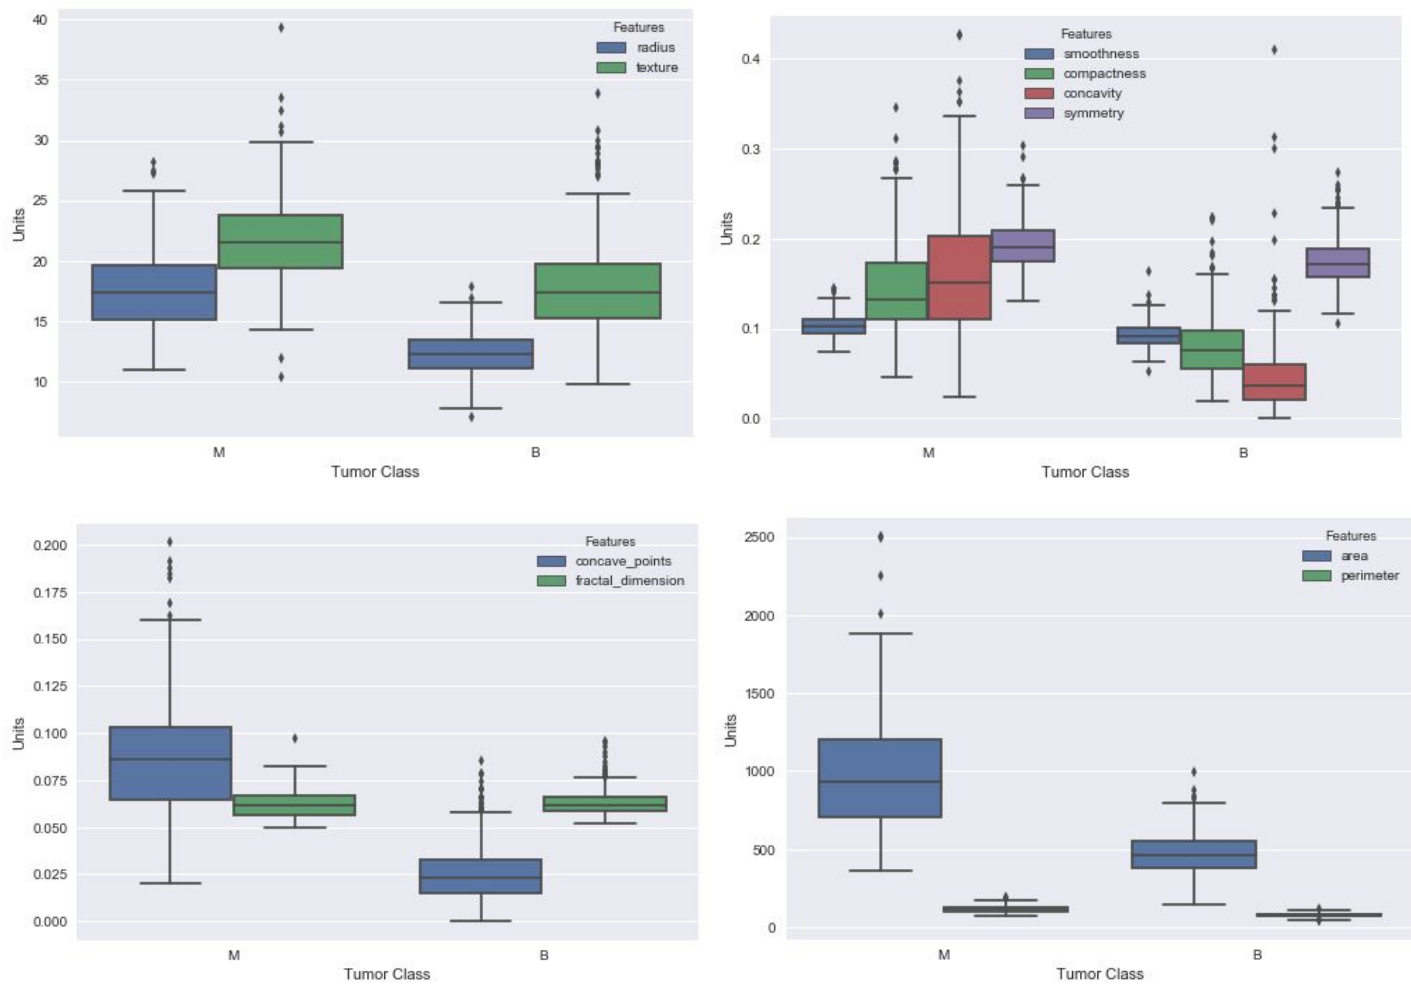 40
35
30
25
20
15
10
Units
Features
radius
texture
M
B
Tumor Class
0.4
0.3
0.2
0.1
0.0
Units
Features
smoothness
compactness
concavity
symmetry
M
B
Tumor Class
0.200
0.175
0.150
0.125
0.100
0.075
0.050
0.025
0.000
Units
Features
concave_points
fractal_dimension
M
B
Tumor Class
2500
2000
1500
1000
500
0
Units
Features
area
perimeter
M
B
Tumor Class